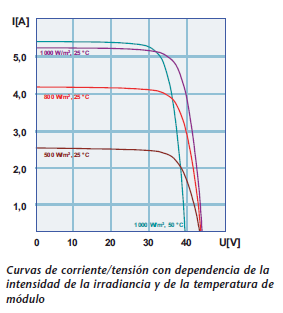 I[A]
1000 W/m², 25 °C
5,0
800 W/m², 25 °C
4,0
3,0
500 W/m², 25 °C
2,0
1,0
1000 W/m², 50 °C
0 10 20 30 40 U[V]
Curvas de corriente/tensión con dependencia de la
intensidad de la irradiancia y de la temperatura de
módulo